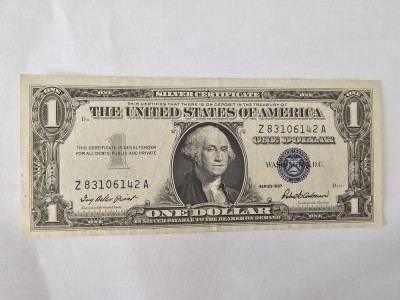 SILVER CERTIFICATE
THIS CERTIFIES THAT THERE IS ON DEPOSIT IN THE TREASURY OF
THE UNITED STATES OF AMERICA
THIS CERTIFICATE IS LEGAL TENDER
FOR ALL DEBTS, PUBLIC AND PRIVATE
1
Z 83106142 A
ONE DOLLAR
WASHINGTON, D.C.
Z 83106142 A
SERIES 1957
ONE DOLLAR
IN SILVER PAYABLE TO THE BEARER ON DEMAND
1
1
1
1